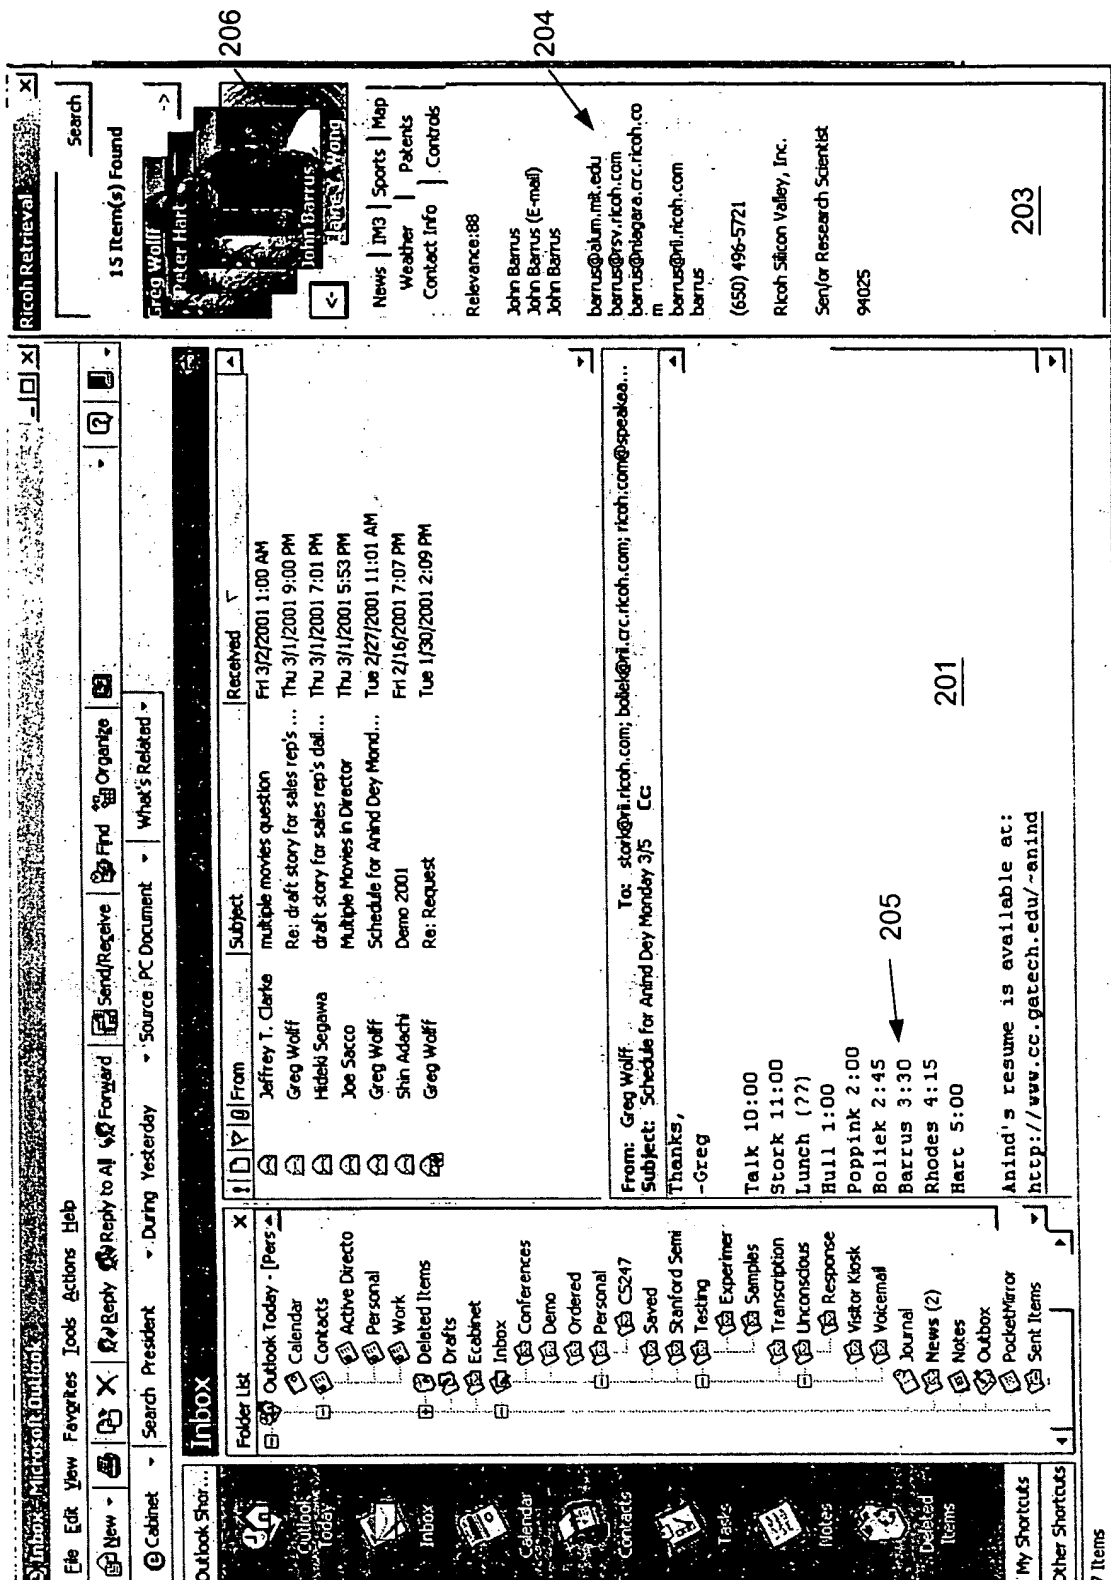 Inbox - Microsoft Outlook
File Edit View Favorites Tools Actions Help
New Reply Reply to All Forward Send/Receive Find Organize
@ Cabinet Search President During Yesterday Source: PC Document What's Related
Outlook Shor...
Outlook Today
Inbox
Calendar
Contacts
Tasks
Notes
Deleted Items
My Shortcuts
Other Shortcuts
7 Items
Inbox
Folder List X
Outlook Today - [Pers
Calendar
Contacts
Active Directo
Personal
Work
Deleted Items
Drafts
Ecabinet
Inbox
Conferences
Demo
Ordered
Personal
CS247
Saved
Stanford Semi
Testing
Experimer
Samples
Transcription
Unconscious
Response
Visitor Kiosk
Voicemail
Journal
News (2)
Notes
Outbox
PocketMirror
Sent Items
! From Subject Received
Jeffrey T. Clarke multiple movies question Fri 3/2/2001 1:00 AM
Greg Wolff Re: draft story for sales rep's ... Thu 3/1/2001 9:00 PM
Hideki Segawa draft story for sales rep's dail... Thu 3/1/2001 7:01 PM
Joe Sacco Multiple Movies in Director Thu 3/1/2001 5:53 PM
Greg Wolff Schedule for Anind Dey Mond... Tue 2/27/2001 11:01 AM
Shin Adachi Demo 2001 Fri 2/16/2001 7:07 PM
Greg Wolff Re: Request Tue 1/30/2001 2:09 PM
From: Greg Wolff To: stork@rii.ricoh.com; boliek@rii.crc.ricoh.com; ricoh.com@speakea...
Subject: Schedule for Anind Dey Monday 3/5 Cc:
Thanks,
-Greg
Talk 10:00
Stork 11:00
Lunch (??)
Hull 1:00
Poppink 2:00
Boliek 2:45
Barrus 3:30
Rhodes 4:15
Hart 5:00
Anind's resume is available at:
http://www.cc.gatech.edu/~anind
205
201
Ricoh Retrieval X
Search
15 Item(s) Found
->
Greg Wolff
Peter Hart
John Barrus
<-
206
News | IM3 | Sports | Map
Weather | Patents
Contact Info | Controls
Relevance:88
John Barrus
John Barrus (E-mail)
John Barrus
barrus@alum.mit.edu
barrus@rsv.ricoh.com
barrus@niagara.crc.ricoh.co
m
barrus@rii.ricoh.com
barrus
204
(650) 496-5721
Ricoh Silicon Valley, Inc.
Senior Research Scientist
94025
203